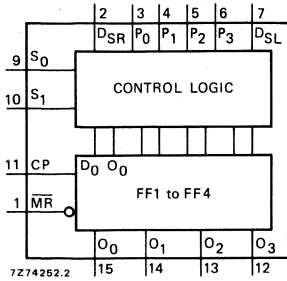 2 3 4 5 6 7
DSR P0 P1 P2 P3 DSL
9 S0
CONTROL LOGIC
10 S1
D0 O0
11 CP
FF1 to FF4
1 MR
O0 O1 O2 O3
7Z74252.2 15 14 13 12